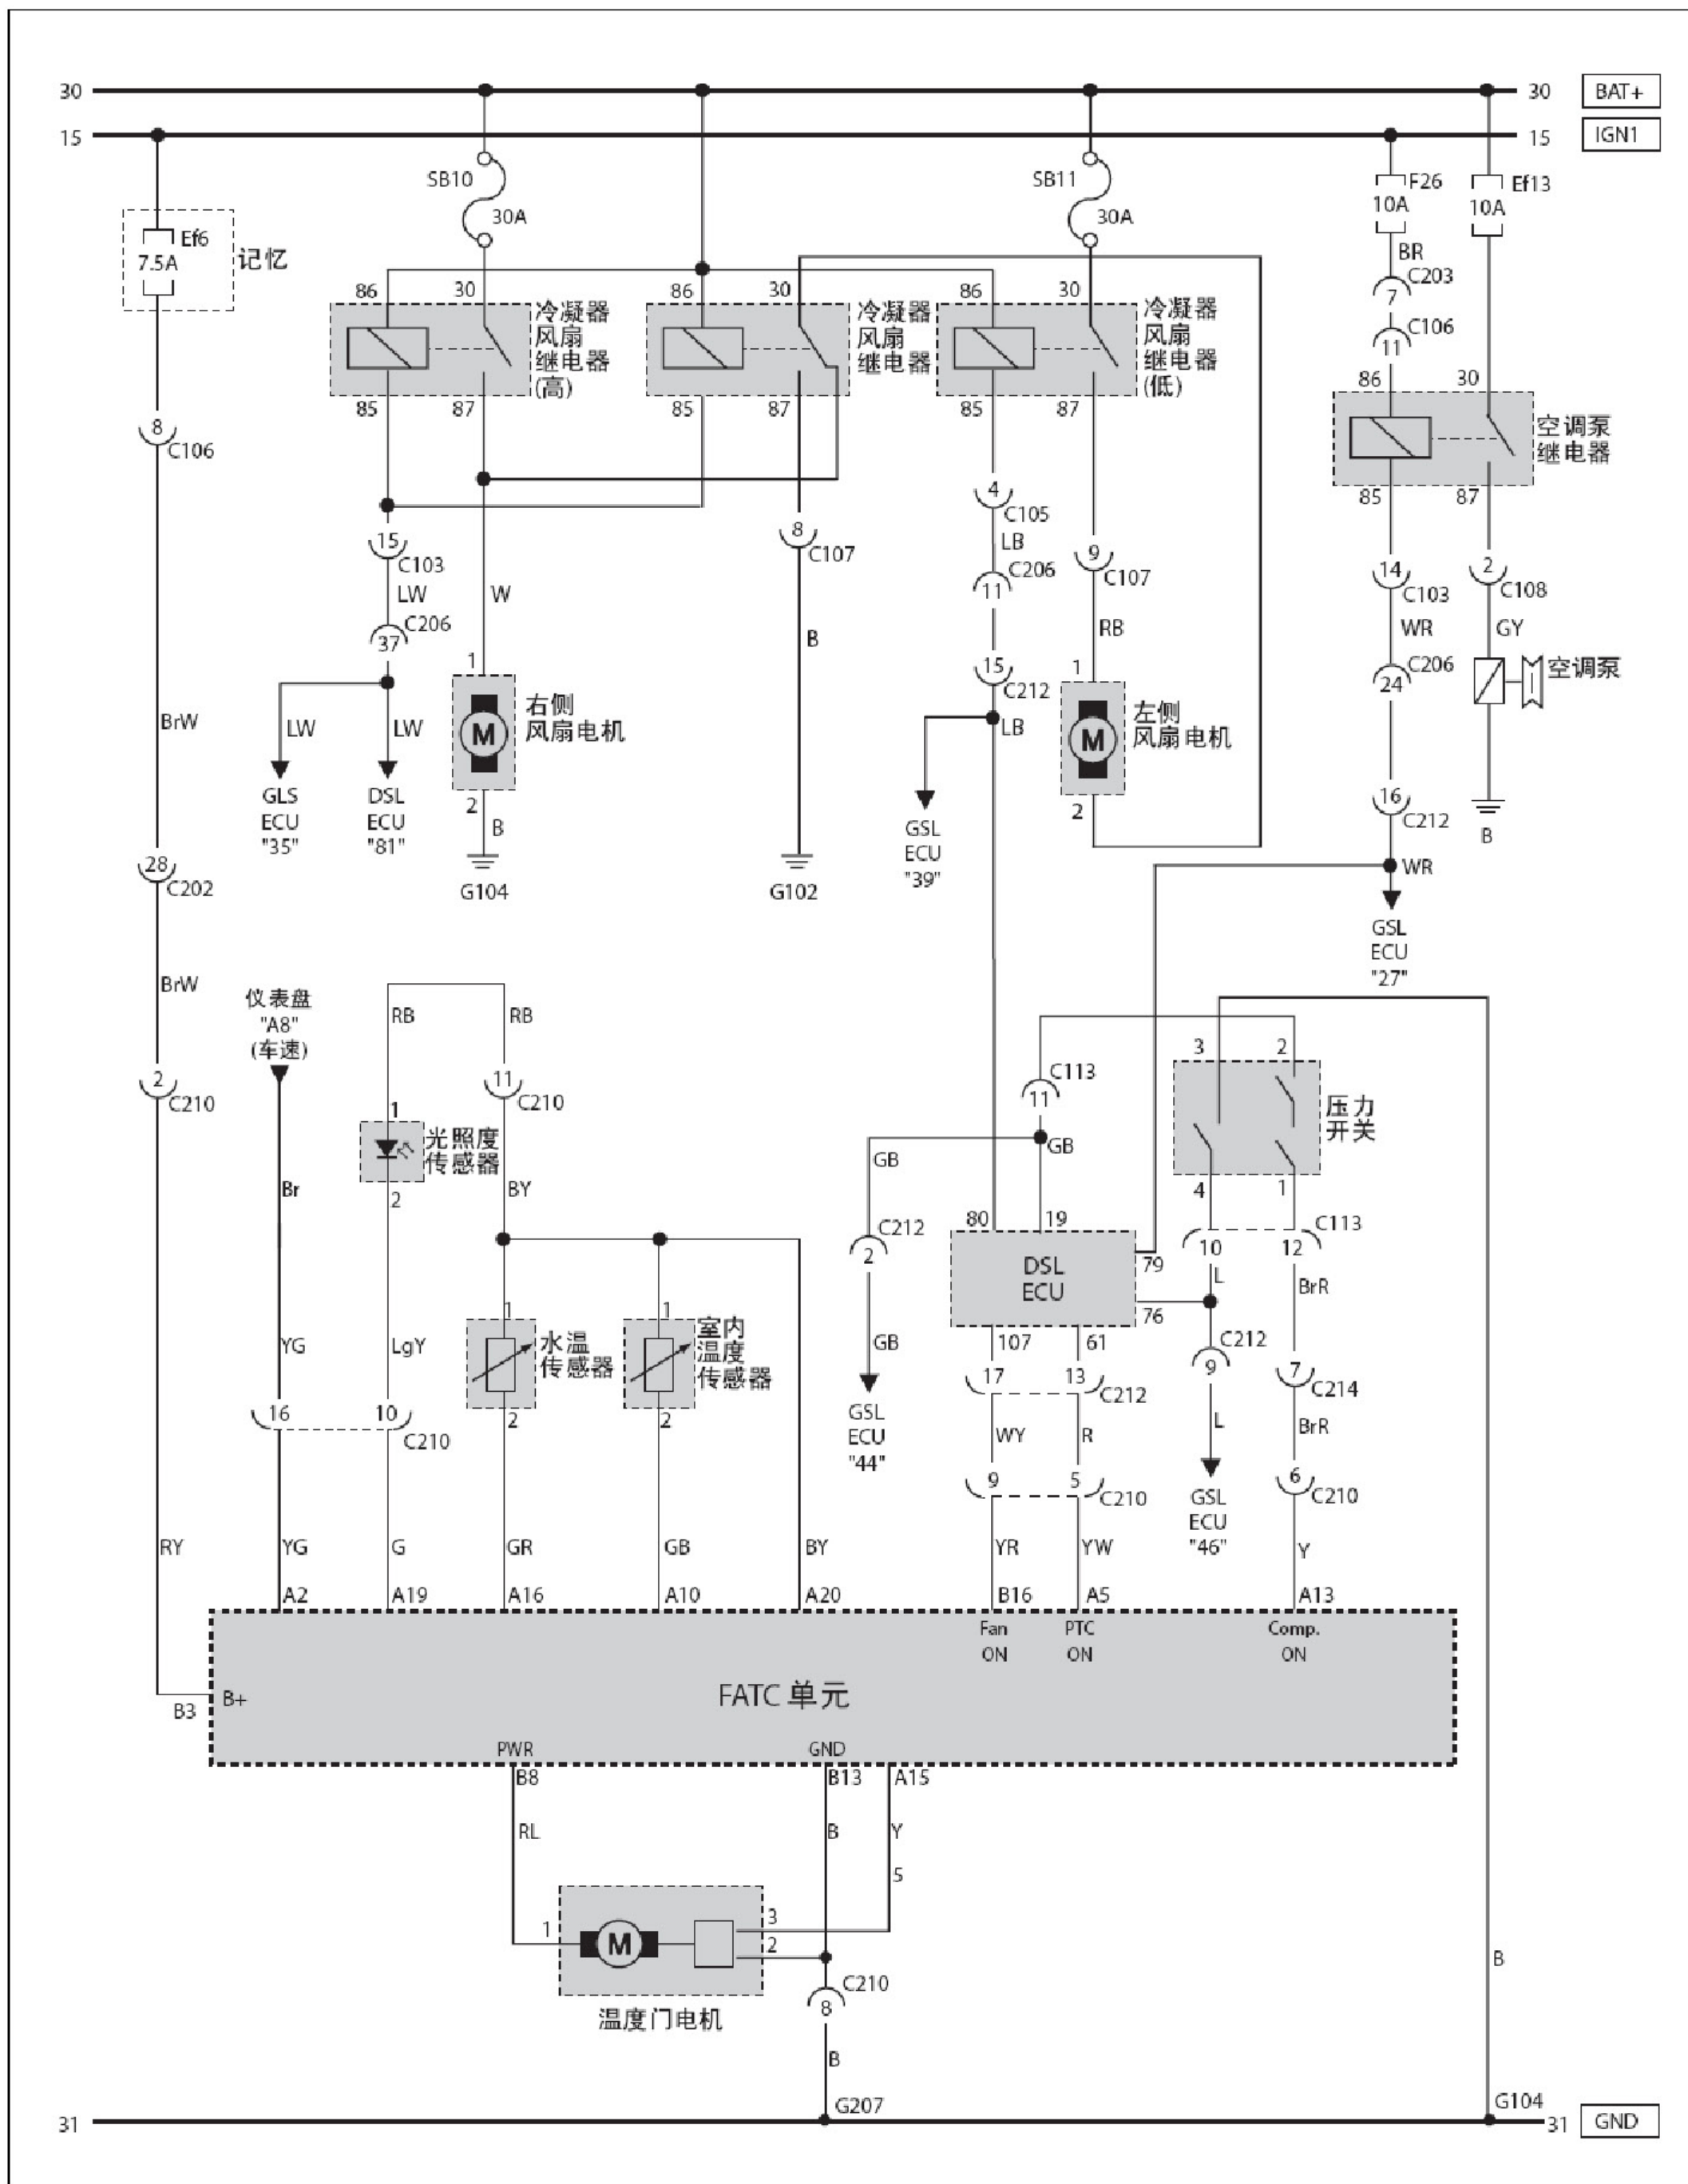 30
30
BAT+
15
15
IGN1
SB10
30A
SB11
30A
F26
10A
Ef13
10A
Ef6
7.5A
记忆
BR
C203
7
C106
11
86
30
冷凝器
风扇
继电器
(高)
85
87
86
30
冷凝器
风扇
继电器
85
87
86
30
冷凝器
风扇
继电器
(低)
85
87
86
30
空调泵
继电器
85
87
8
C106
15
C103
LW
C206
37
LW
LW
GLS
ECU
"35"
DSL
ECU
"81"
W
1
右侧
风扇电机
M
2
B
G104
8
C107
B
G102
4
C105
LB
C206
11
15
C212
LB
GSL
ECU
"39"
9
C107
RB
1
左侧
风扇电机
M
2
14
C103
WR
C206
24
16
C212
WR
GSL
ECU
"27"
2
C108
GY
空调泵
B
BrW
28
C202
BrW
2
C210
RY
仪表盘
"A8"
(车速)
Br
YG
16
10
C210
YG
RB
RB
11
C210
1
光照度
传感器
2
BY
LgY
G
1
水温
传感器
2
GR
1
室内
温度
传感器
2
GB
BY
C113
11
GB
GB
C212
2
GB
GSL
ECU
"44"
3
2
压力
开关
4
1
C113
10
12
L
BrR
80
19
DSL
ECU
79
76
107
61
17
13
C212
WY
R
9
5
C210
YR
YW
C212
9
L
GSL
ECU
"46"
7
C214
BrR
6
C210
Y
A2
A19
A16
A10
A20
B16
A5
A13
Fan
ON
PTC
ON
Comp.
ON
B3
B+
FATC 单元
PWR
GND
B8
B13
A15
RL
B
Y
5
1
M
3
2
温度门电机
C210
8
B
B
G207
G104
31
31
GND